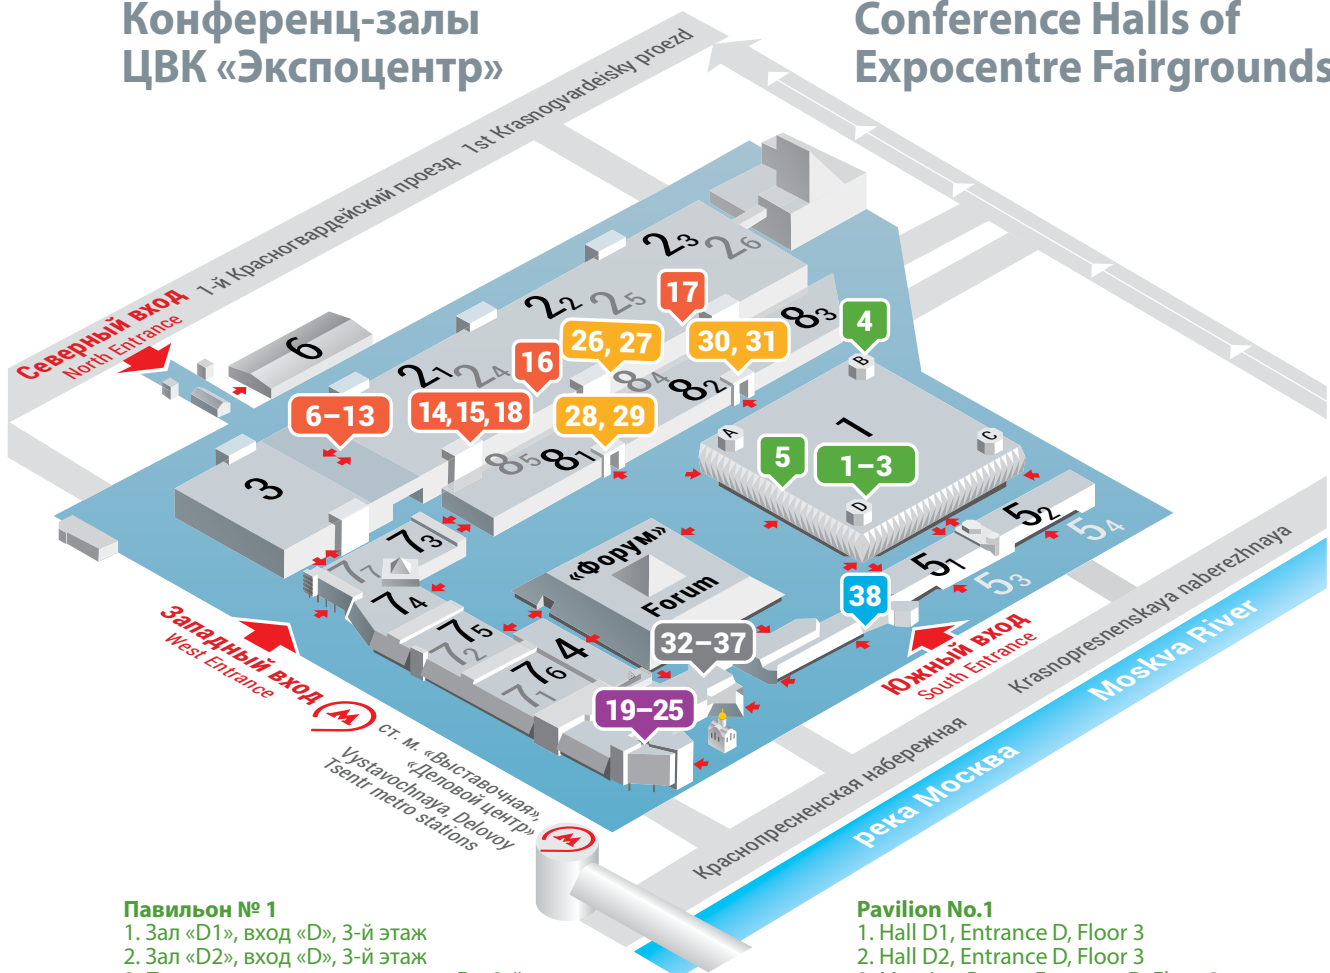 Конференц-залы
ЦВК «Экспоцентр»
Conference Halls of
Expocentre Fairgrounds
1-й Красногвардейский проезд 1st Krasnogvardeisky proezd
Северный вход
North Entrance
6
2₃
2₆
2₂
2₅
17
8₃
4
B
26, 27
30, 31
16
2₁
2₄
8₄
8₂
6–13
14, 15, 18
28, 29
A
1
C
5
1–3
D
8₅
8₁
3
5₂
5₄
7₃
7₇
«Форум»
Forum
5₁
5₃
38
7₄
7₅
7₂
4
7₆
7₁
32–37
19–25
Западный вход
West Entrance
Южный вход
South Entrance
Krasnopresnenskaya naberezhnaya
Moskva River
ст. м. «Выставочная»,
«Деловой центр»
Vystavochnaya, Delovoy
Tsentr metro stations
Краснопресненская набережная
река Москва
Павильон № 1
1. Зал «D1», вход «D», 3-й этаж
2. Зал «D2», вход «D», 3-й этаж
Pavilion No.1
1. Hall D1, Entrance D, Floor 3
2. Hall D2, Entrance D, Floor 3